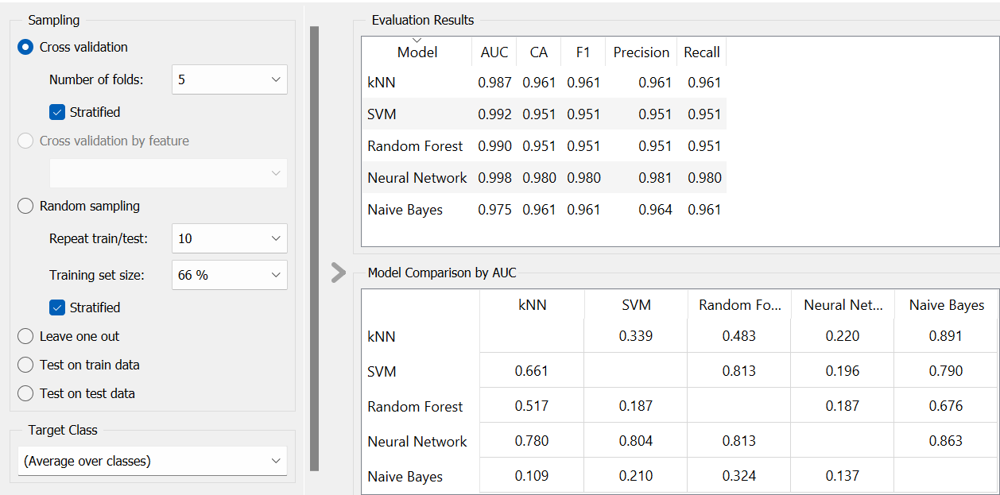 Sampling
Cross validation
Number of folds: 5
Stratified
Cross validation by feature
Random sampling
Repeat train/test: 10
Training set size: 66 %
Stratified
Leave one out
Test on train data
Test on test data
Target Class
(Average over classes)
Evaluation Results
Model AUC CA F1 Precision Recall
kNN 0.987 0.961 0.961 0.961 0.961
SVM 0.992 0.951 0.951 0.951 0.951
Random Forest 0.990 0.951 0.951 0.951 0.951
Neural Network 0.998 0.980 0.980 0.981 0.980
Naive Bayes 0.975 0.961 0.961 0.964 0.961
Model Comparison by AUC
kNN SVM Random Fo... Neural Net... Naive Bayes
kNN 0.339 0.483 0.220 0.891
SVM 0.661 0.813 0.196 0.790
Random Forest 0.517 0.187 0.187 0.676
Neural Network 0.780 0.804 0.813 0.863
Naive Bayes 0.109 0.210 0.324 0.137